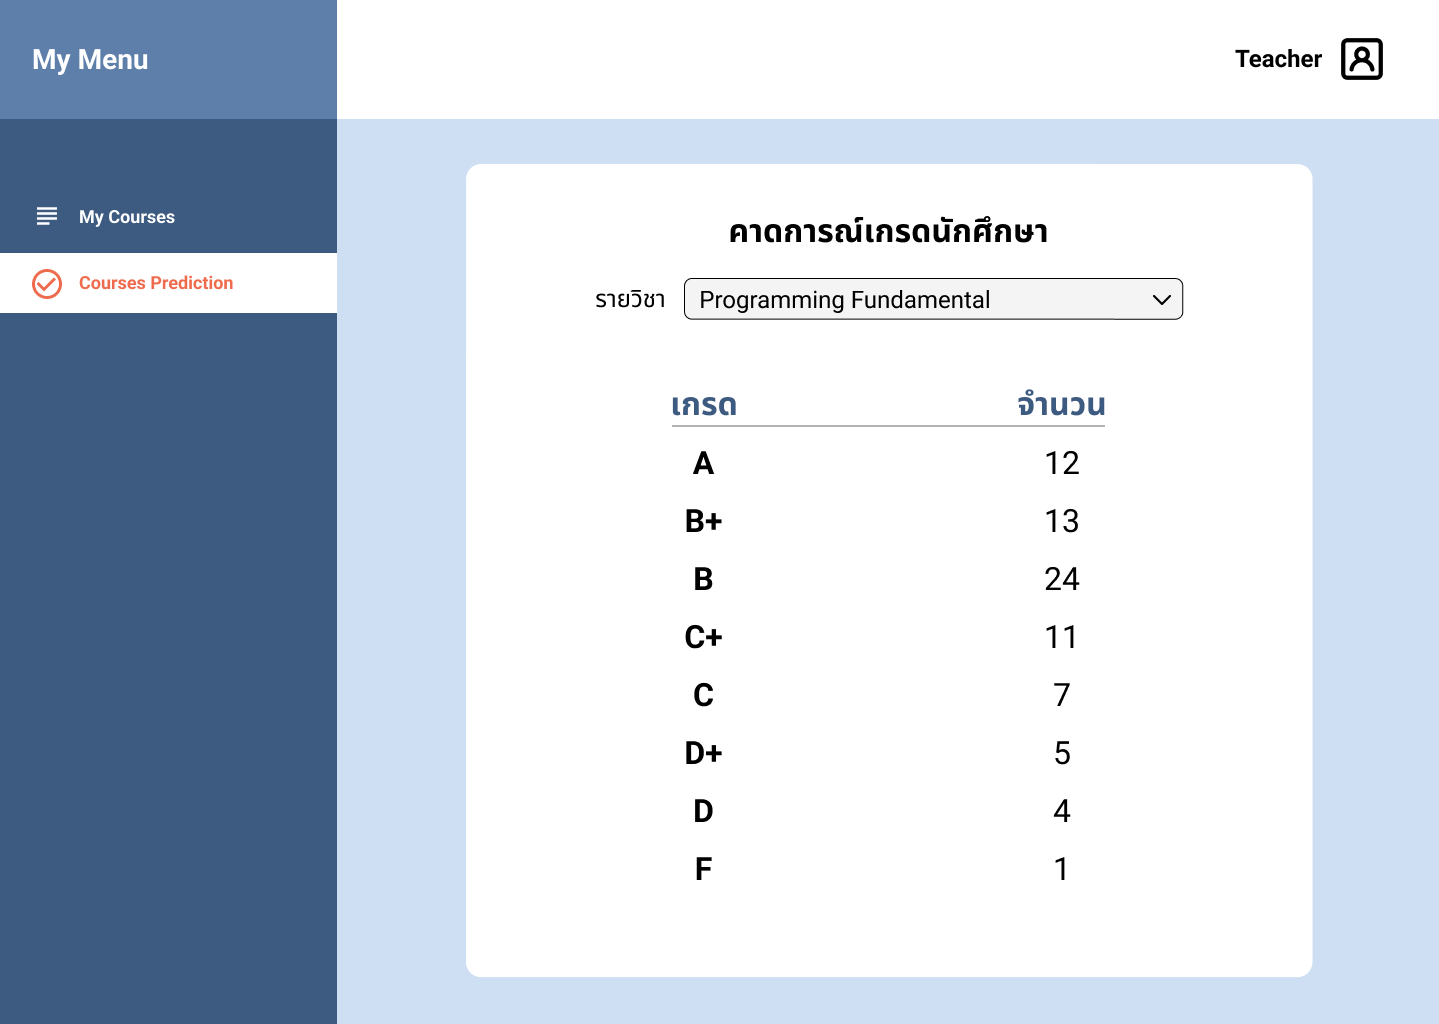 My Menu
Teacher
My Courses
Courses Prediction
คาดการณ์เกรดนักศึกษา
รายวิชา Programming Fundamental
เกรด จำนวน
A 12
B+ 13
B 24
C+ 11
C 7
D+ 5
D 4
F 1